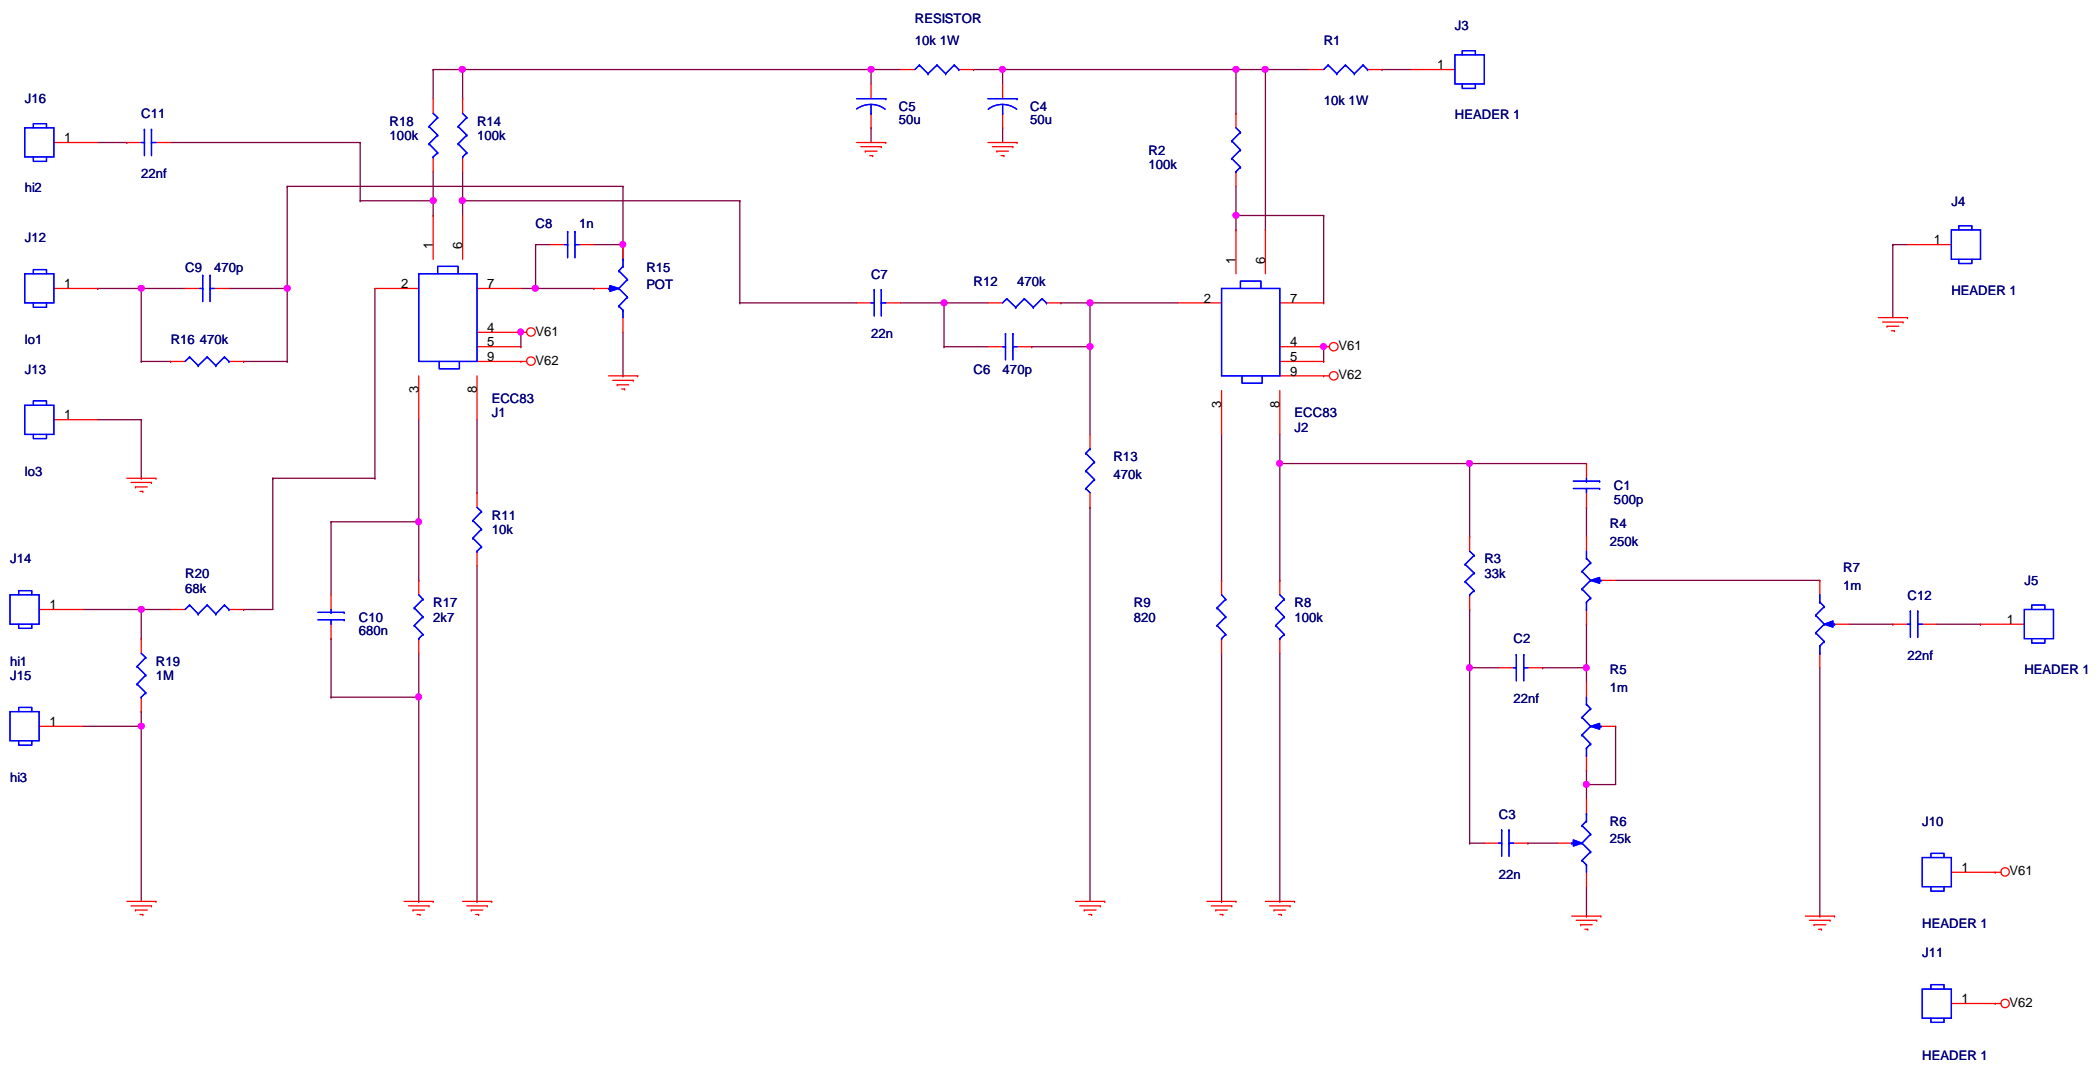 RESISTOR
10k 1W
J3
1
HEADER 1
R1
10k 1W
J16
1
hi2
C11
22nf
R18
100k
R14
100k
C5
50u
C4
50u
R2
100k
J4
1
HEADER 1
J12
1
lo1
C9 470p
R16 470k
J13
1
lo3
C8 1n
R15
POT
1
6
2
7
4
5
9
V61
V62
3
8
ECC83
J1
C7
22n
R12 470k
C6 470p
R13
470k
1
6
2
7
4
5
9
V61
V62
3
8
ECC83
J2
C1
500p
R4
250k
R3
33k
R11
10k
J14
1
hi1
R20
68k
R19
1M
J15
1
hi3
C10
680n
R17
2k7
R9
820
R8
100k
C2
22nf
R5
1m
C3
22n
R6
25k
R7
1m
C12
22nf
J5
1
HEADER 1
J10
1
V61
HEADER 1
J11
1
V62
HEADER 1